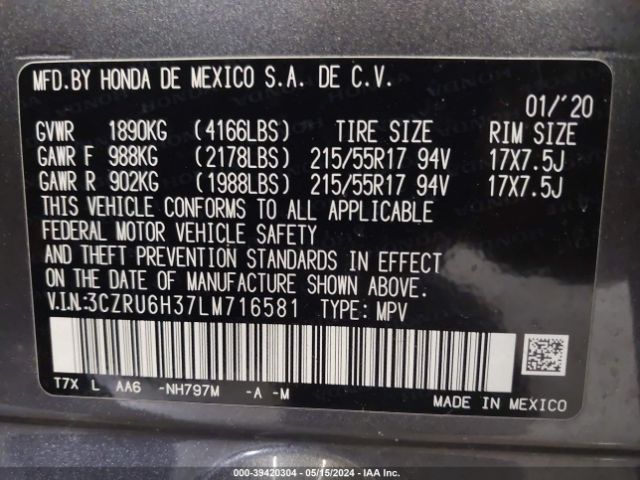 MFD.BY HONDA DE MEXICO S.A. DE C.V.
01/'20
GVWR 1890KG (4166LBS) TIRE SIZE RIM SIZE
GAWR F 988KG (2178LBS) 215/55R17 94V 17X7.5J
GAWR R 902KG (1988LBS) 215/55R17 94V 17X7.5J
THIS VEHICLE CONFORMS TO ALL APPLICABLE
FEDERAL MOTOR VEHICLE SAFETY
AND THEFT PREVENTION STANDARDS IN EFFECT
ON THE DATE OF MANUFACTURE SHOWN ABOVE.
V.I.N:3CZRU6H37LM716581 TYPE: MPV
T7X L AA6 -NH797M -A -M
MADE IN MEXICO
000-39420304 - 05/15/2024 - IAA Inc.